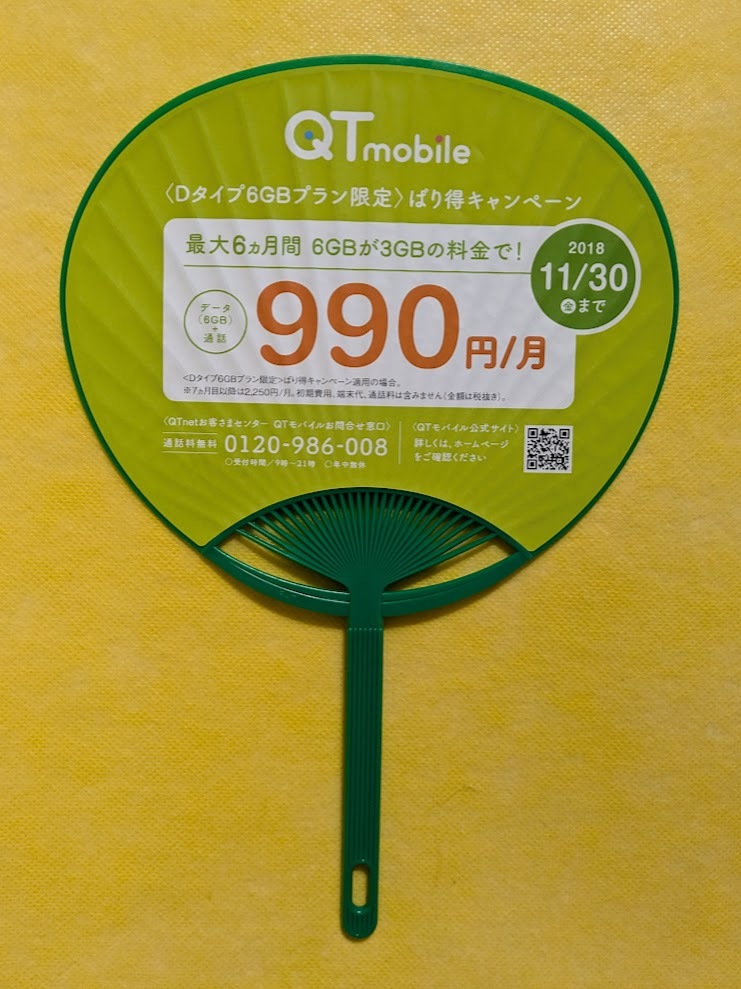 QTmobile
〈Dタイプ6GBプラン限定〉ばり得キャンペーン
最大6ヵ月間 6GBが3GBの料金で!
2018
11/30
金まで
データ
(6GB)
+
通話
990円/月
<Dタイプ6GBプラン限定>ばり得キャンペーン適用の場合。
※7ヵ月目以降は2,250円/月。初期費用、端末代、通話料は含みません(金額は税抜き)。
〈QTnetお客さまセンター QTモバイルお問合せ窓口〉
通話料無料 0120-986-008
○受付時間/9時~21時 ○年中無休
〈QTモバイル公式サイト〉
詳しくは、ホームページ
をご確認ください